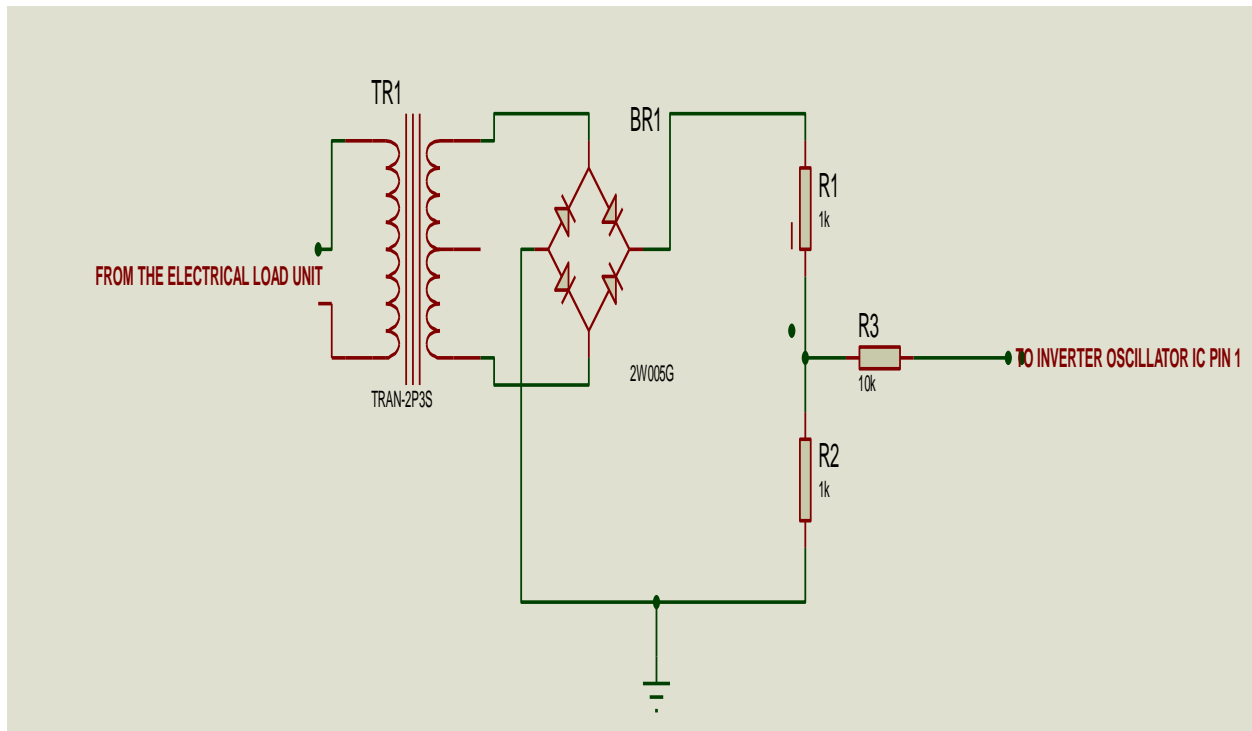 TR1
BR1
R1
1k
FROM THE ELECTRICAL LOAD UNIT
R3
TO INVERTER OSCILLATOR IC PIN 1
10k
2W005G
TRAN-2P3S
R2
1k